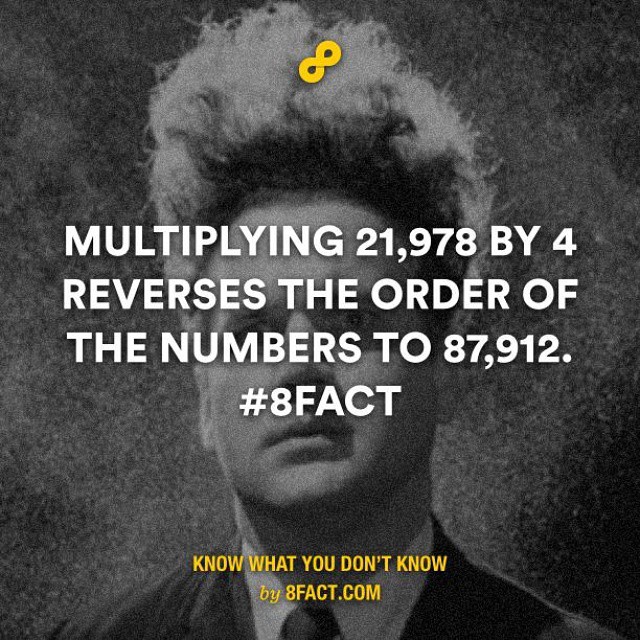 MULTIPLYING 21,978 BY 4
REVERSES THE ORDER OF
THE NUMBERS TO 87,912.
#8FACT
KNOW WHAT YOU DON'T KNOW
by 8FACT.COM